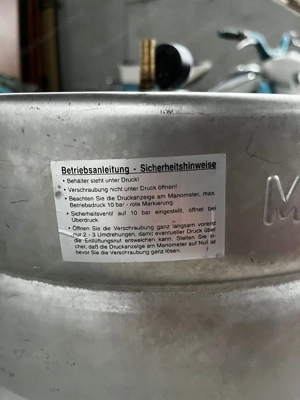 Betriebsanleitung - Sicherheitshinweise
• Behälter steht unter Druck!
• Verschraubung nicht unter Druck öffnen!
• Beachten Sie die Druckanzeige am Manometer, max.
Betriebsdruck 10 bar - rote Markierung.
• Sicherheitsventil auf 10 bar eingestellt, öffnet bei
Überdruck.
• Öffnen Sie die Verschraubung ganz langsam vorerst
nur 2 - 3 Umdrehungen, damit eventueller Druck über
die Entlüftungsnut entweichen kann. Stellen Sie si-
cher, daß die Druckanzeige am Manometer auf Null ist
bevor Sie die Verschraubung ganz lösen.
M